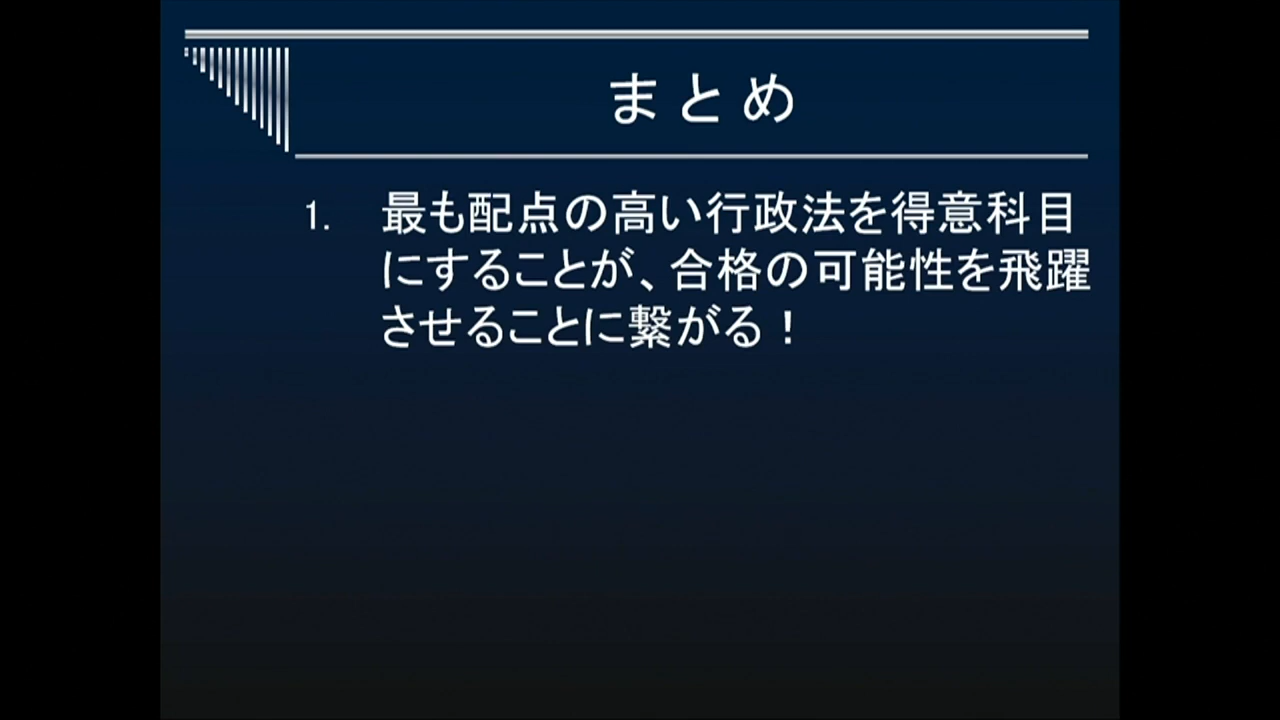 まとめ
1. 最も配点の高い行政法を得意科目
にすることが、合格の可能性を飛躍
させることに繋がる！